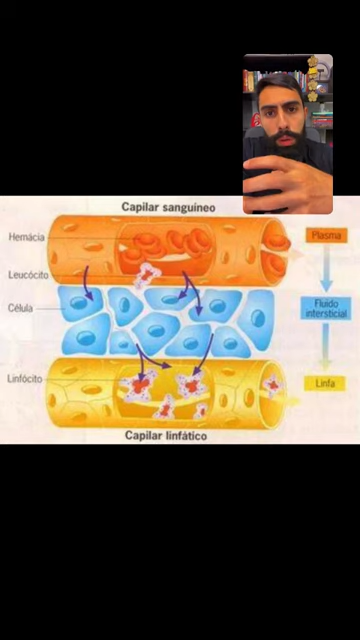 Capilar sanguíneo
Hemácia
Plasma
Leucócito
Célula
Fluido
intersticial
Linfócito
Linfa
Capilar linfático